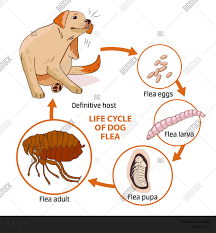 Definitive host
Flea eggs
LIFE CYCLE
OF DOG
FLEA
Flea larva
Flea pupa
Flea adult